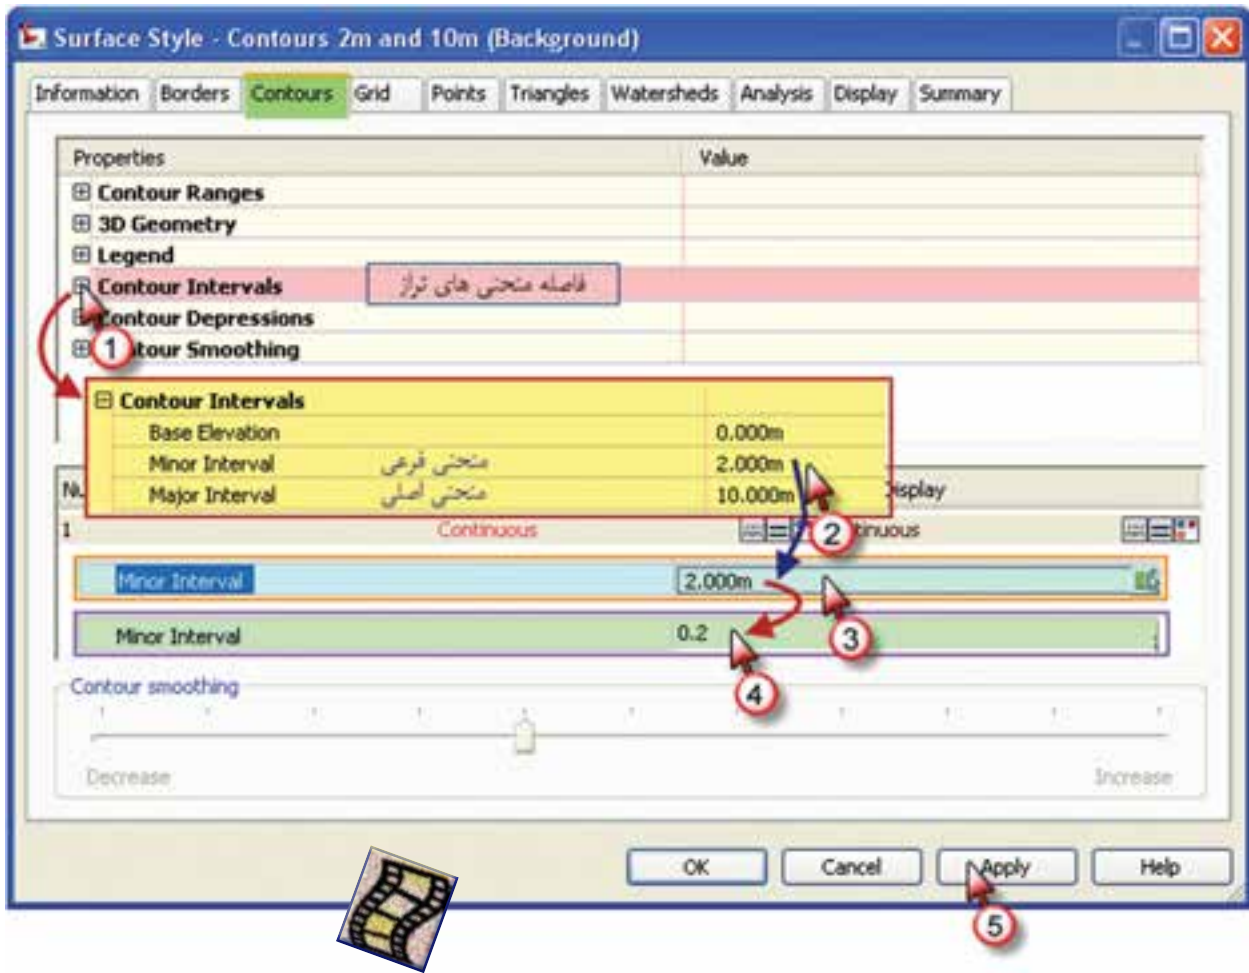 Surface Style - Contours 2m and 10m (Background)
Information Borders Contours Grid Points Triangles Watersheds Analysis Display Summary
Properties Value
Contour Ranges
3D Geometry
Legend
Contour Intervals فاصله منحنی های تراز
Contour Depressions
1 tour Smoothing
Contour Intervals
Base Elevation 0.000m
Minor Interval منحنی فرعی 2.000m
Major Interval منحنی اصلی 10.000m
Nu Display
1 Continuous 2 tinuous
Minor Interval 2.000m
3
Minor Interval 0.2
4
Contour smoothing
Decrease Increase
OK Cancel Apply Help
5